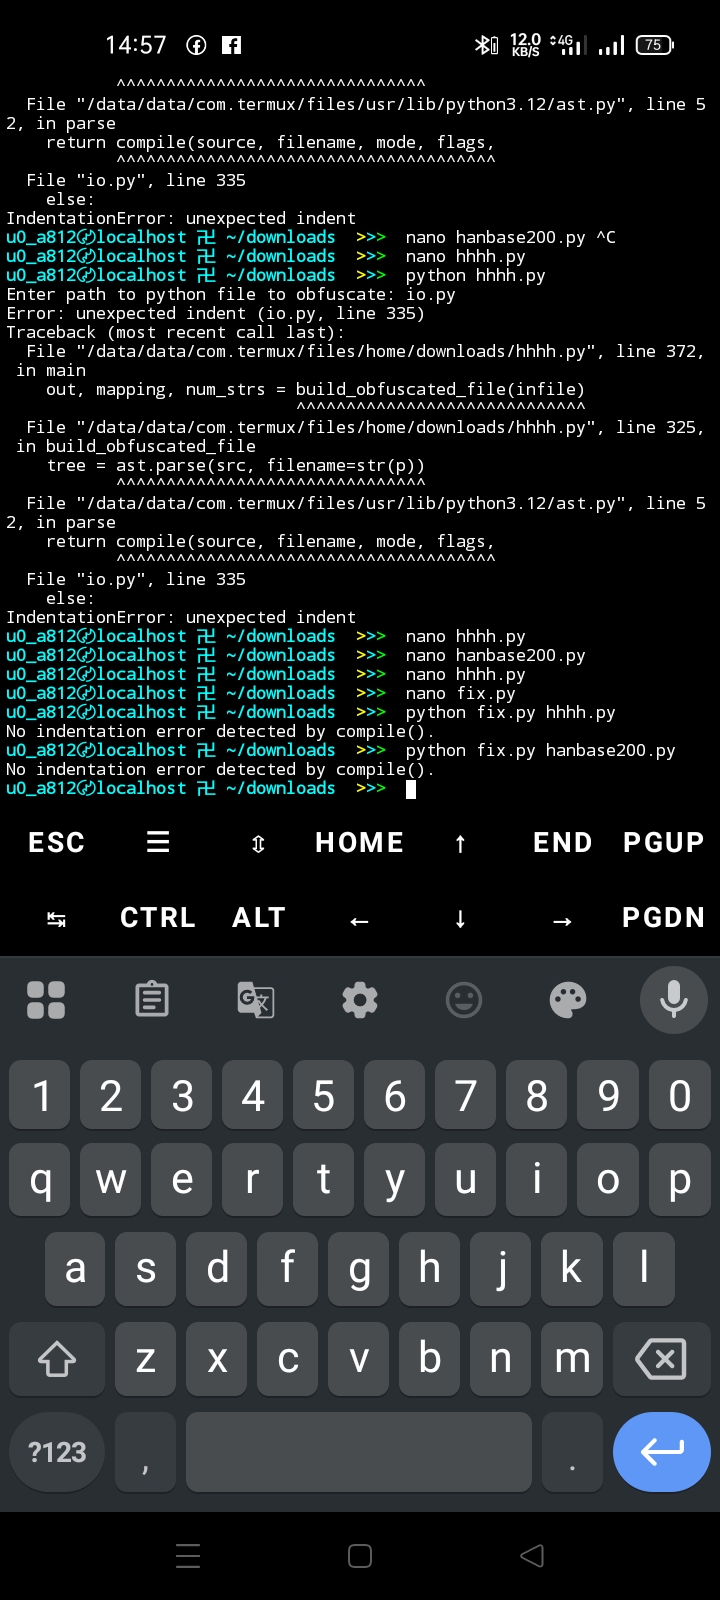 14:57 12.0 KB/S 4G 75
^^^^^^^^^^^^^^^^^^^^^^^^^^^^^^^
File "/data/data/com.termux/files/usr/lib/python3.12/ast.py", line 5
2, in parse
return compile(source, filename, mode, flags,
^^^^^^^^^^^^^^^^^^^^^^^^^^^^^^^^^^^^^^
File "io.py", line 335
else:
IndentationError: unexpected indent
u0_a812㉿localhost 卍 ~/downloads >>> nano hanbase200.py ^C
u0_a812㉿localhost 卍 ~/downloads >>> nano hhhh.py
u0_a812㉿localhost 卍 ~/downloads >>> python hhhh.py
Enter path to python file to obfuscate: io.py
Error: unexpected indent (io.py, line 335)
Traceback (most recent call last):
File "/data/data/com.termux/files/home/downloads/hhhh.py", line 372,
in main
out, mapping, num_strs = build_obfuscated_file(infile)
^^^^^^^^^^^^^^^^^^^^^^^^^^^^^
File "/data/data/com.termux/files/home/downloads/hhhh.py", line 325,
in build_obfuscated_file
tree = ast.parse(src, filename=str(p))
^^^^^^^^^^^^^^^^^^^^^^^^^^^^^^^
File "/data/data/com.termux/files/usr/lib/python3.12/ast.py", line 5
2, in parse
return compile(source, filename, mode, flags,
^^^^^^^^^^^^^^^^^^^^^^^^^^^^^^^^^^^^^^
File "io.py", line 335
else:
IndentationError: unexpected indent
u0_a812㉿localhost 卍 ~/downloads >>> nano hhhh.py
u0_a812㉿localhost 卍 ~/downloads >>> nano hanbase200.py
u0_a812㉿localhost 卍 ~/downloads >>> nano hhhh.py
u0_a812㉿localhost 卍 ~/downloads >>> nano fix.py
u0_a812㉿localhost 卍 ~/downloads >>> python fix.py hhhh.py
No indentation error detected by compile().
u0_a812㉿localhost 卍 ~/downloads >>> python fix.py hanbase200.py
No indentation error detected by compile().
u0_a812㉿localhost 卍 ~/downloads >>>
ESC ☰ ⇳ HOME ↑ END PGUP
↹ CTRL ALT ← ↓ → PGDN
1 2 3 4 5 6 7 8 9 0
q w e r t y u i o p
a s d f g h j k l
z x c v b n m
?123 , .